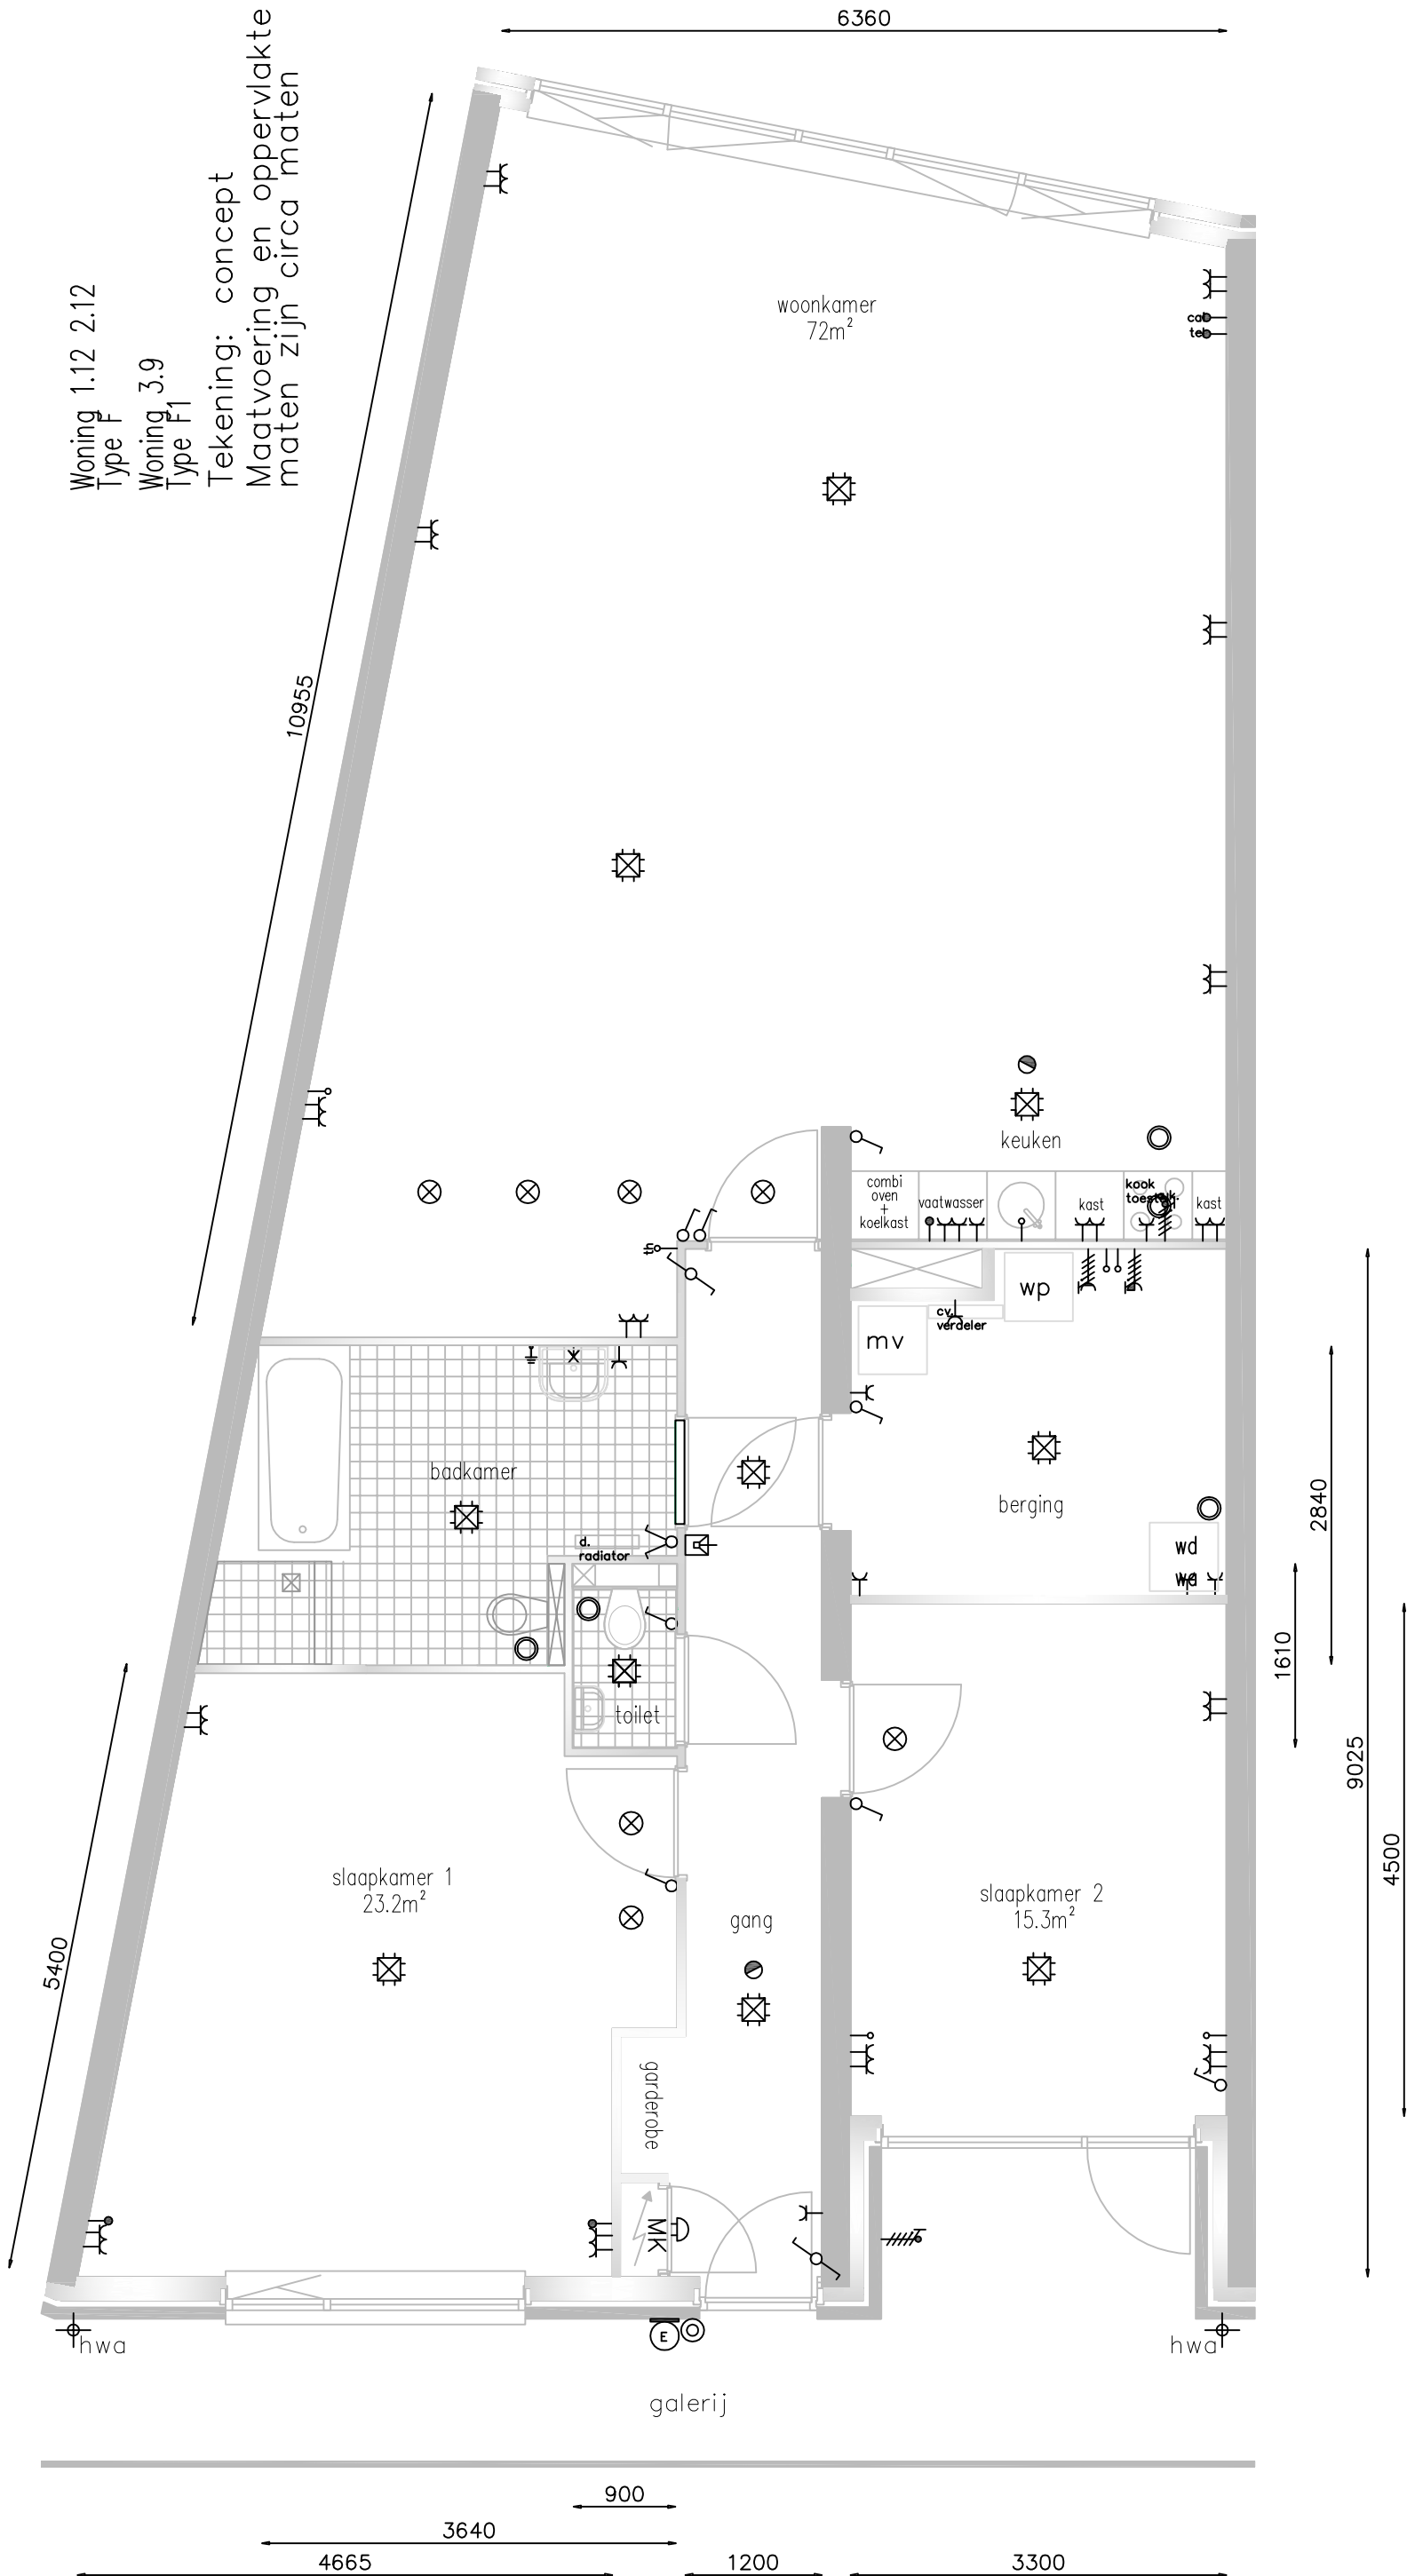 6360
Woning 1.12 2.12
Type F
Woning 3.9
Type F1
Tekening: concept
Maatvoering en oppervlakte
maten zijn circa maten
woonkamer
72m²
cai
tel
10955
keuken
combi
oven
+
koelkast
vaatwasser
kast
kook
toestel
kast
th
wp
cv.
verdeler
mv
badkamer
berging
d.
radiator
wd
wa
toilet
2840
1610
9025
4500
slaapkamer 1
23.2m²
slaapkamer 2
15.3m²
gang
5400
garderobe
MK
E
hwa
hwa
galerij
900
3640
4665
1200
3300